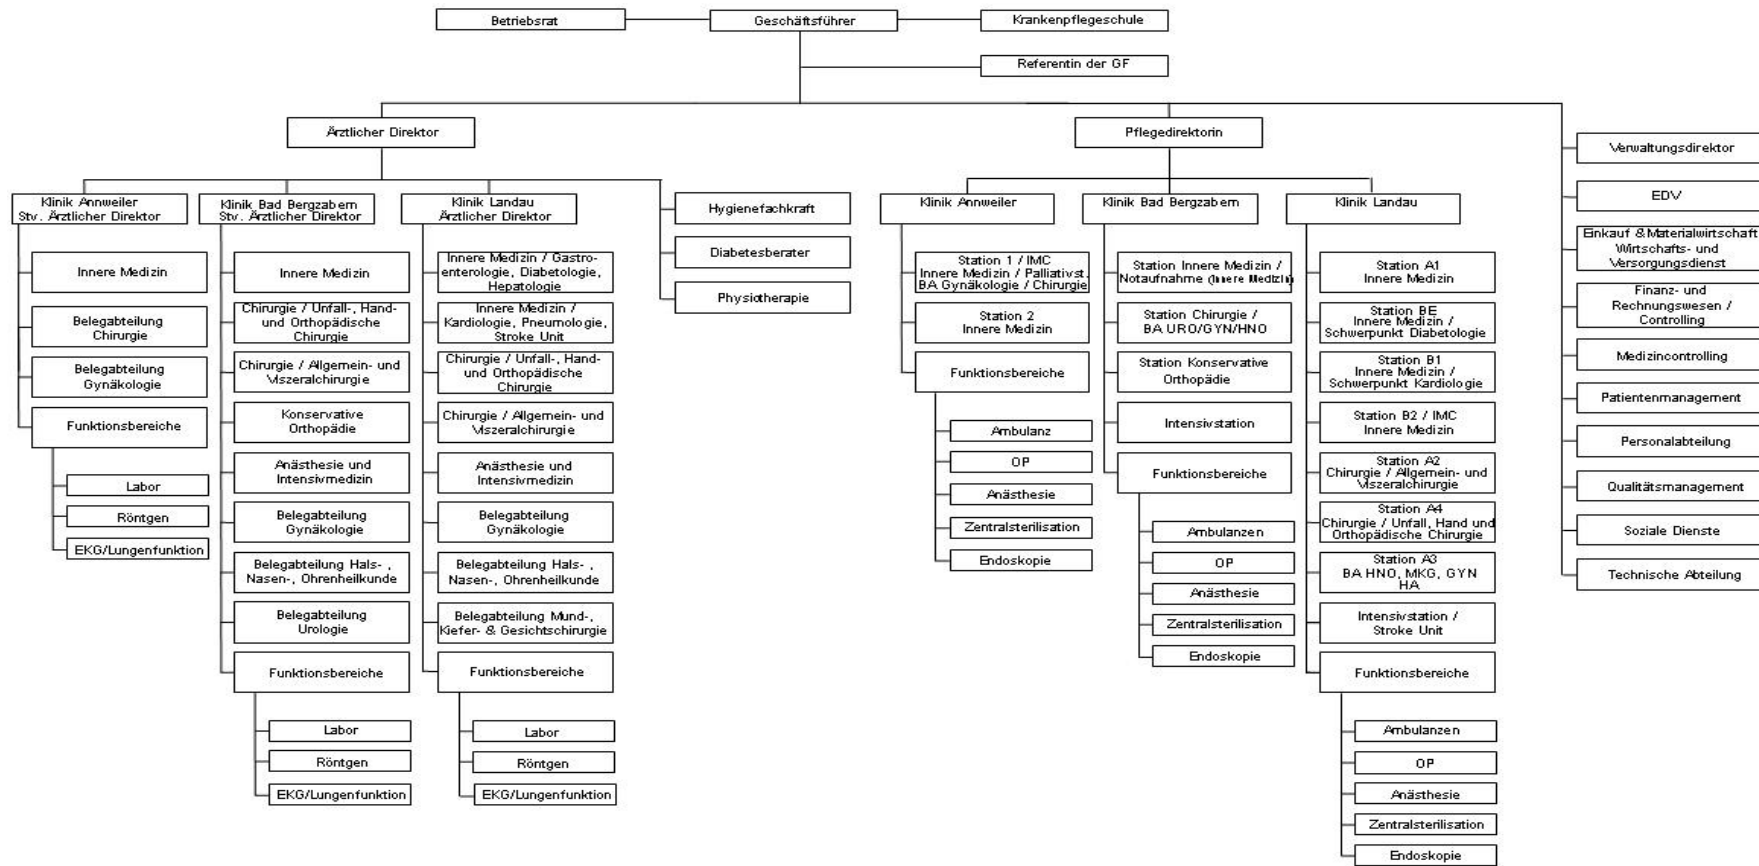 Betriebsrat
Geschäftsführer
Krankenpflegeschule
Referentin der GF
Ärztlicher Direktor
Pflegedirektorin
Klinik Annweiler
Stv. Ärztlicher Direktor
Innere Medizin
Belegabteilung
Chirurgie
Belegabteilung
Gynäkologie
Funktionsbereiche
Labor
Röntgen
EKG/Lungenfunktion
Klinik Bad Bergzabern
Stv. Ärztlicher Direktor
Innere Medizin
Chirurgie / Unfall-, Hand-
und Orthopädische
Chirurgie
Chirurgie / Allgemein- und
Viszeralchirurgie
Konservative
Orthopädie
Anästhesie und
Intensivmedizin
Belegabteilung
Gynäkologie
Belegabteilung Hals- ,
Nasen-, Ohrenheilkunde
Belegabteilung
Urologie
Funktionsbereiche
Labor
Röntgen
EKG/Lungenfunktion
Klinik Landau
Ärztlicher Direktor
Innere Medizin / Gastro-
enterologie, Diabetologie,
Hepatologie
Innere Medizin /
Kardiologie, Pneumologie,
Stroke Unit
Chirurgie / Unfall-, Hand-
und Orthopädische
Chirurgie
Chirurgie / Allgemein- und
Viszeralchirurgie
Anästhesie und
Intensivmedizin
Belegabteilung
Gynäkologie
Belegabteilung Hals- ,
Nasen-, Ohrenheilkunde
Belegabteilung Mund-,
Kiefer- & Gesichtschirurgie
Funktionsbereiche
Labor
Röntgen
EKG/Lungenfunktion
Hygienefachkraft
Diabetesberater
Physiotherapie
Klinik Annweiler
Station 1 / IMC
Innere Medizin / Palliativst.
BA Gynäkologie / Chirurgie
Station 2
Innere Medizin
Funktionsbereiche
Ambulanz
OP
Anästhesie
Zentralsterilisation
Endoskopie
Klinik Bad Bergzabern
Station Innere Medizin /
Notaufnahme (Innere Medizin)
Station Chirurgie /
BA URO/GYN/HNO
Station Konservative
Orthopädie
Intensivstation
Funktionsbereiche
Ambulanzen
OP
Anästhesie
Zentralsterilisation
Endoskopie
Klinik Landau
Station A1
Innere Medizin
Station BE
Innere Medizin /
Schwerpunkt Diabetologie
Station B1
Innere Medizin /
Schwerpunkt Kardiologie
Station B2 / IMC
Innere Medizin
Station A2
Chirurgie / Allgemein- und
Viszeralchirurgie
Station A4
Chirurgie / Unfall, Hand und
Orthopädische Chirurgie
Station A3
BA HNO, MKG, GYN
HA
Intensivstation /
Stroke Unit
Funktionsbereiche
Ambulanzen
OP
Anästhesie
Zentralsterilisation
Endoskopie
Verwaltungsdirektor
EDV
Einkauf & Materialwirtschaft
Wirtschafts- und
Versorgungsdienst
Finanz- und
Rechnungswesen /
Controlling
Medizincontrolling
Patientenmanagement
Personalabteilung
Qualitätsmanagement
Soziale Dienste
Technische Abteilung